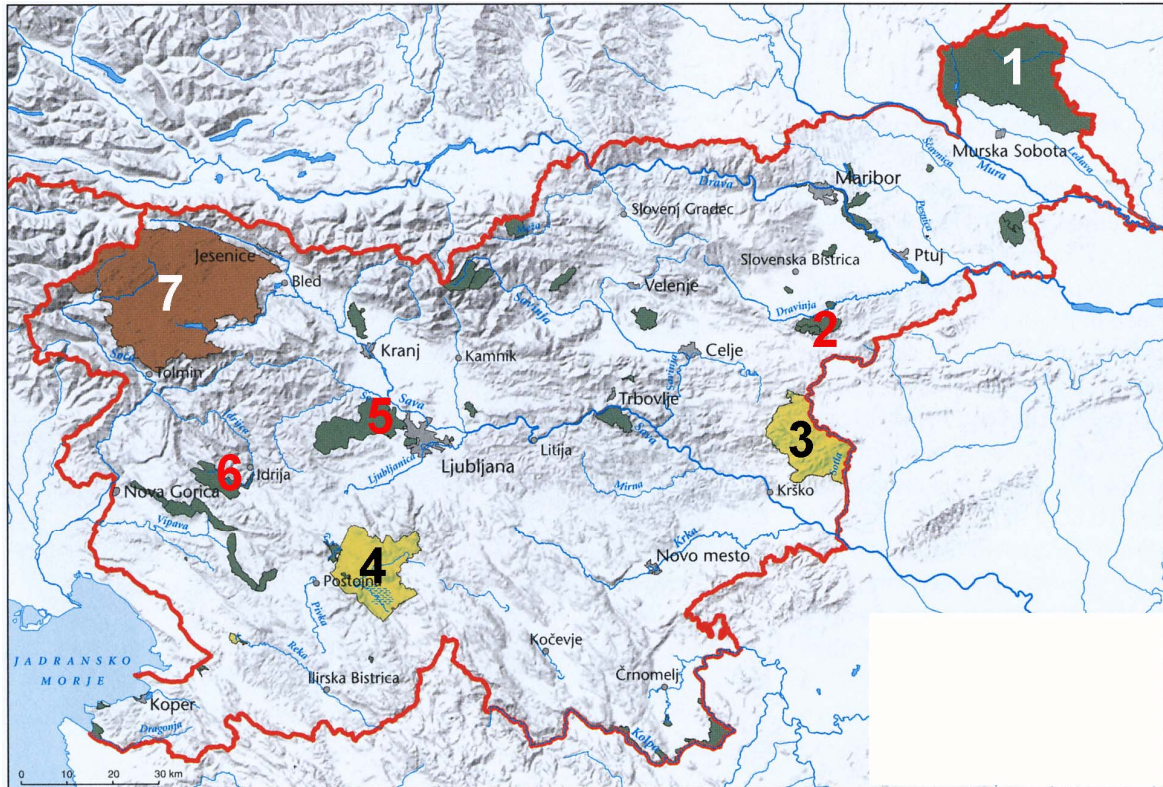 1
Murska Sobota
Ščavnica
Mura
Ledava
Maribor
Drava
Pesnica
Slovenj Gradec
Meža
Ptuj
Slovenska Bistrica
Jesenice
7
Bled
Velenje
Savinja
Dravinja
2
Kranj
Kamnik
Celje
Soča
Tolmin
Savinja
Trbovlje
Sava
5
Idrijca
3
Sava
Ljubljana
Litija
Sotla
6
Idrija
Ljubljanica
Mirna
Krško
Nova Gorica
Vipava
Krka
4
Novo mesto
Postojna
Pivka
JADRANSKO
MORJE
Reka
Kočevje
Ilirska Bistrica
Črnomelj
Koper
Dragonja
Kolpa
0 10 20 30 km